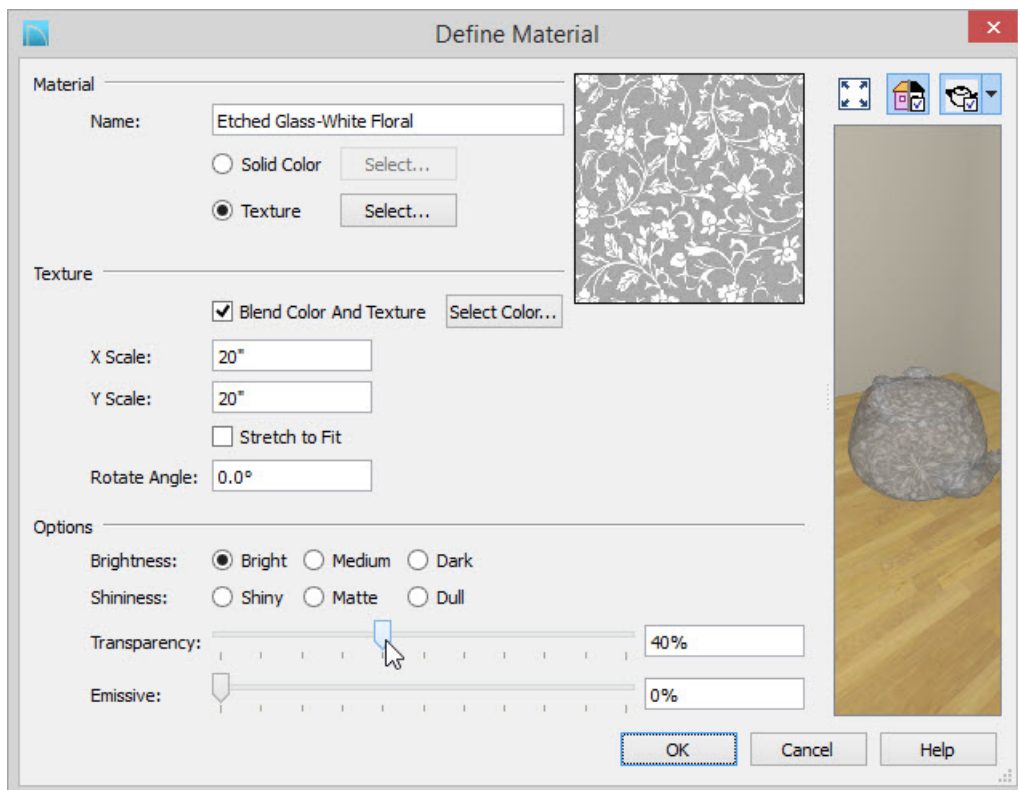 Define Material
Material
Name: Etched Glass-White Floral
Solid Color Select...
Texture Select...
Texture
Blend Color And Texture Select Color...
X Scale: 20"
Y Scale: 20"
Stretch to Fit
Rotate Angle: 0.0°
Options
Brightness: Bright Medium Dark
Shininess: Shiny Matte Dull
Transparency: 40%
Emissive: 0%
OK Cancel Help